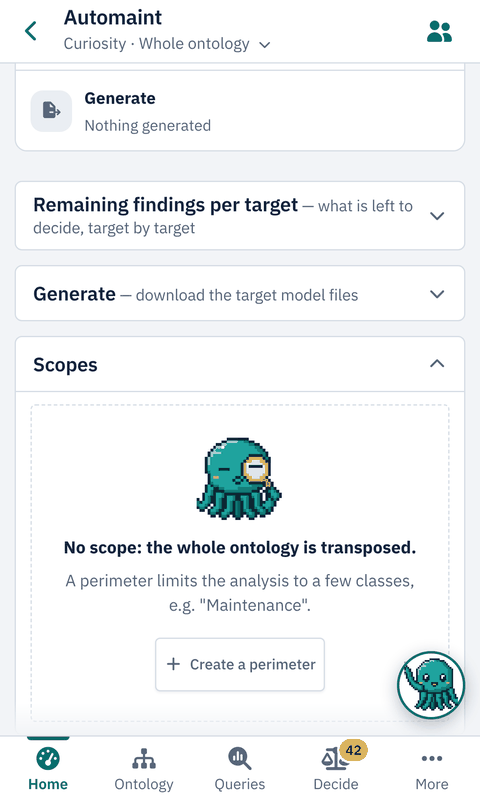 Automaint
Curiosity · Whole ontology
Generate
Nothing generated
Remaining findings per target — what is left to
decide, target by target
Generate — download the target model files
Scopes
No scope: the whole ontology is transposed.
A perimeter limits the analysis to a few classes,
e.g. "Maintenance".
+ Create a perimeter
42
Home
Ontology
Queries
Decide
More